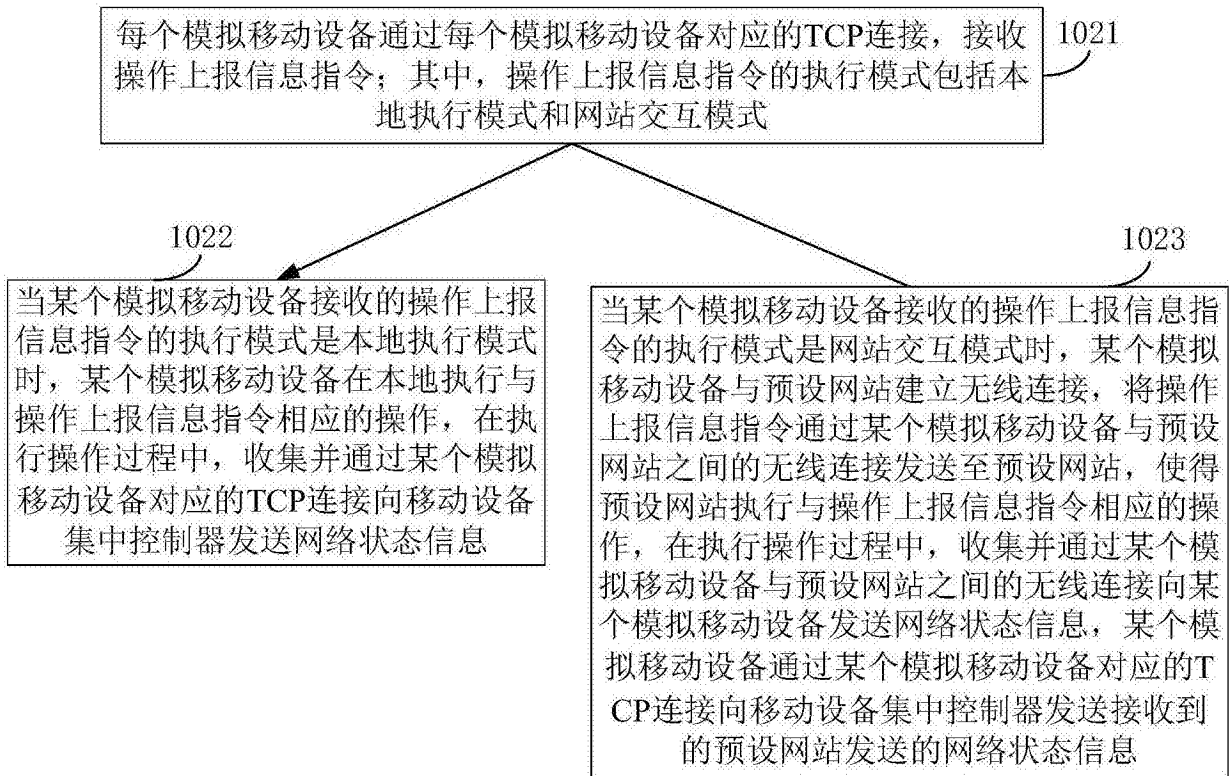 每个模拟移动设备通过每个模拟移动设备对应的TCP连接，接收
操作上报信息指令；其中，操作上报信息指令的执行模式包括本
地执行模式和网站交互模式
1021
1022
当某个模拟移动设备接收的操作上报
信息指令的执行模式是本地执行模式
时，某个模拟移动设备在本地执行与
操作上报信息指令相应的操作，在执
行操作过程中，收集并通过某个模拟
移动设备对应的TCP连接向移动设备
集中控制器发送网络状态信息
1023
当某个模拟移动设备接收的操作上报信息指
令的执行模式是网站交互模式时，某个模拟
移动设备与预设网站建立无线连接，将操作
上报信息指令通过某个模拟移动设备与预设
网站之间的无线连接发送至预设网站，使得
预设网站执行与操作上报信息指令相应的操
作，在执行操作过程中，收集并通过某个模
拟移动设备与预设网站之间的无线连接向某
个模拟移动设备发送网络状态信息，某个模
拟移动设备通过某个模拟移动设备对应的T
CP连接向移动设备集中控制器发送接收到
的预设网站发送的网络状态信息